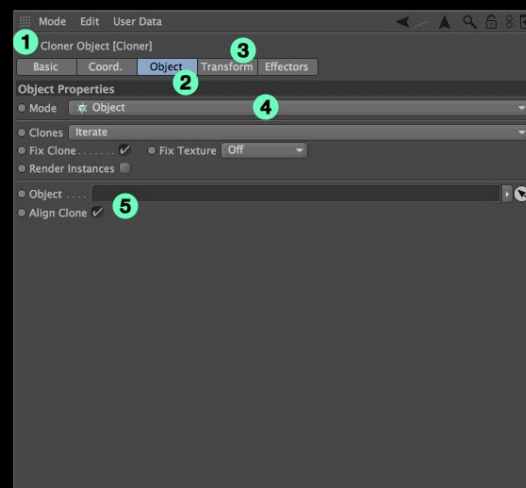 Mode Edit User Data
1 Cloner Object [Cloner] 3
Basic Coord. Object Transform Effectors
2
Object Properties
Mode Object 4
Clones Iterate
Fix Clone....... Fix Texture Off
Render Instances
Object ....
Align Clone 5